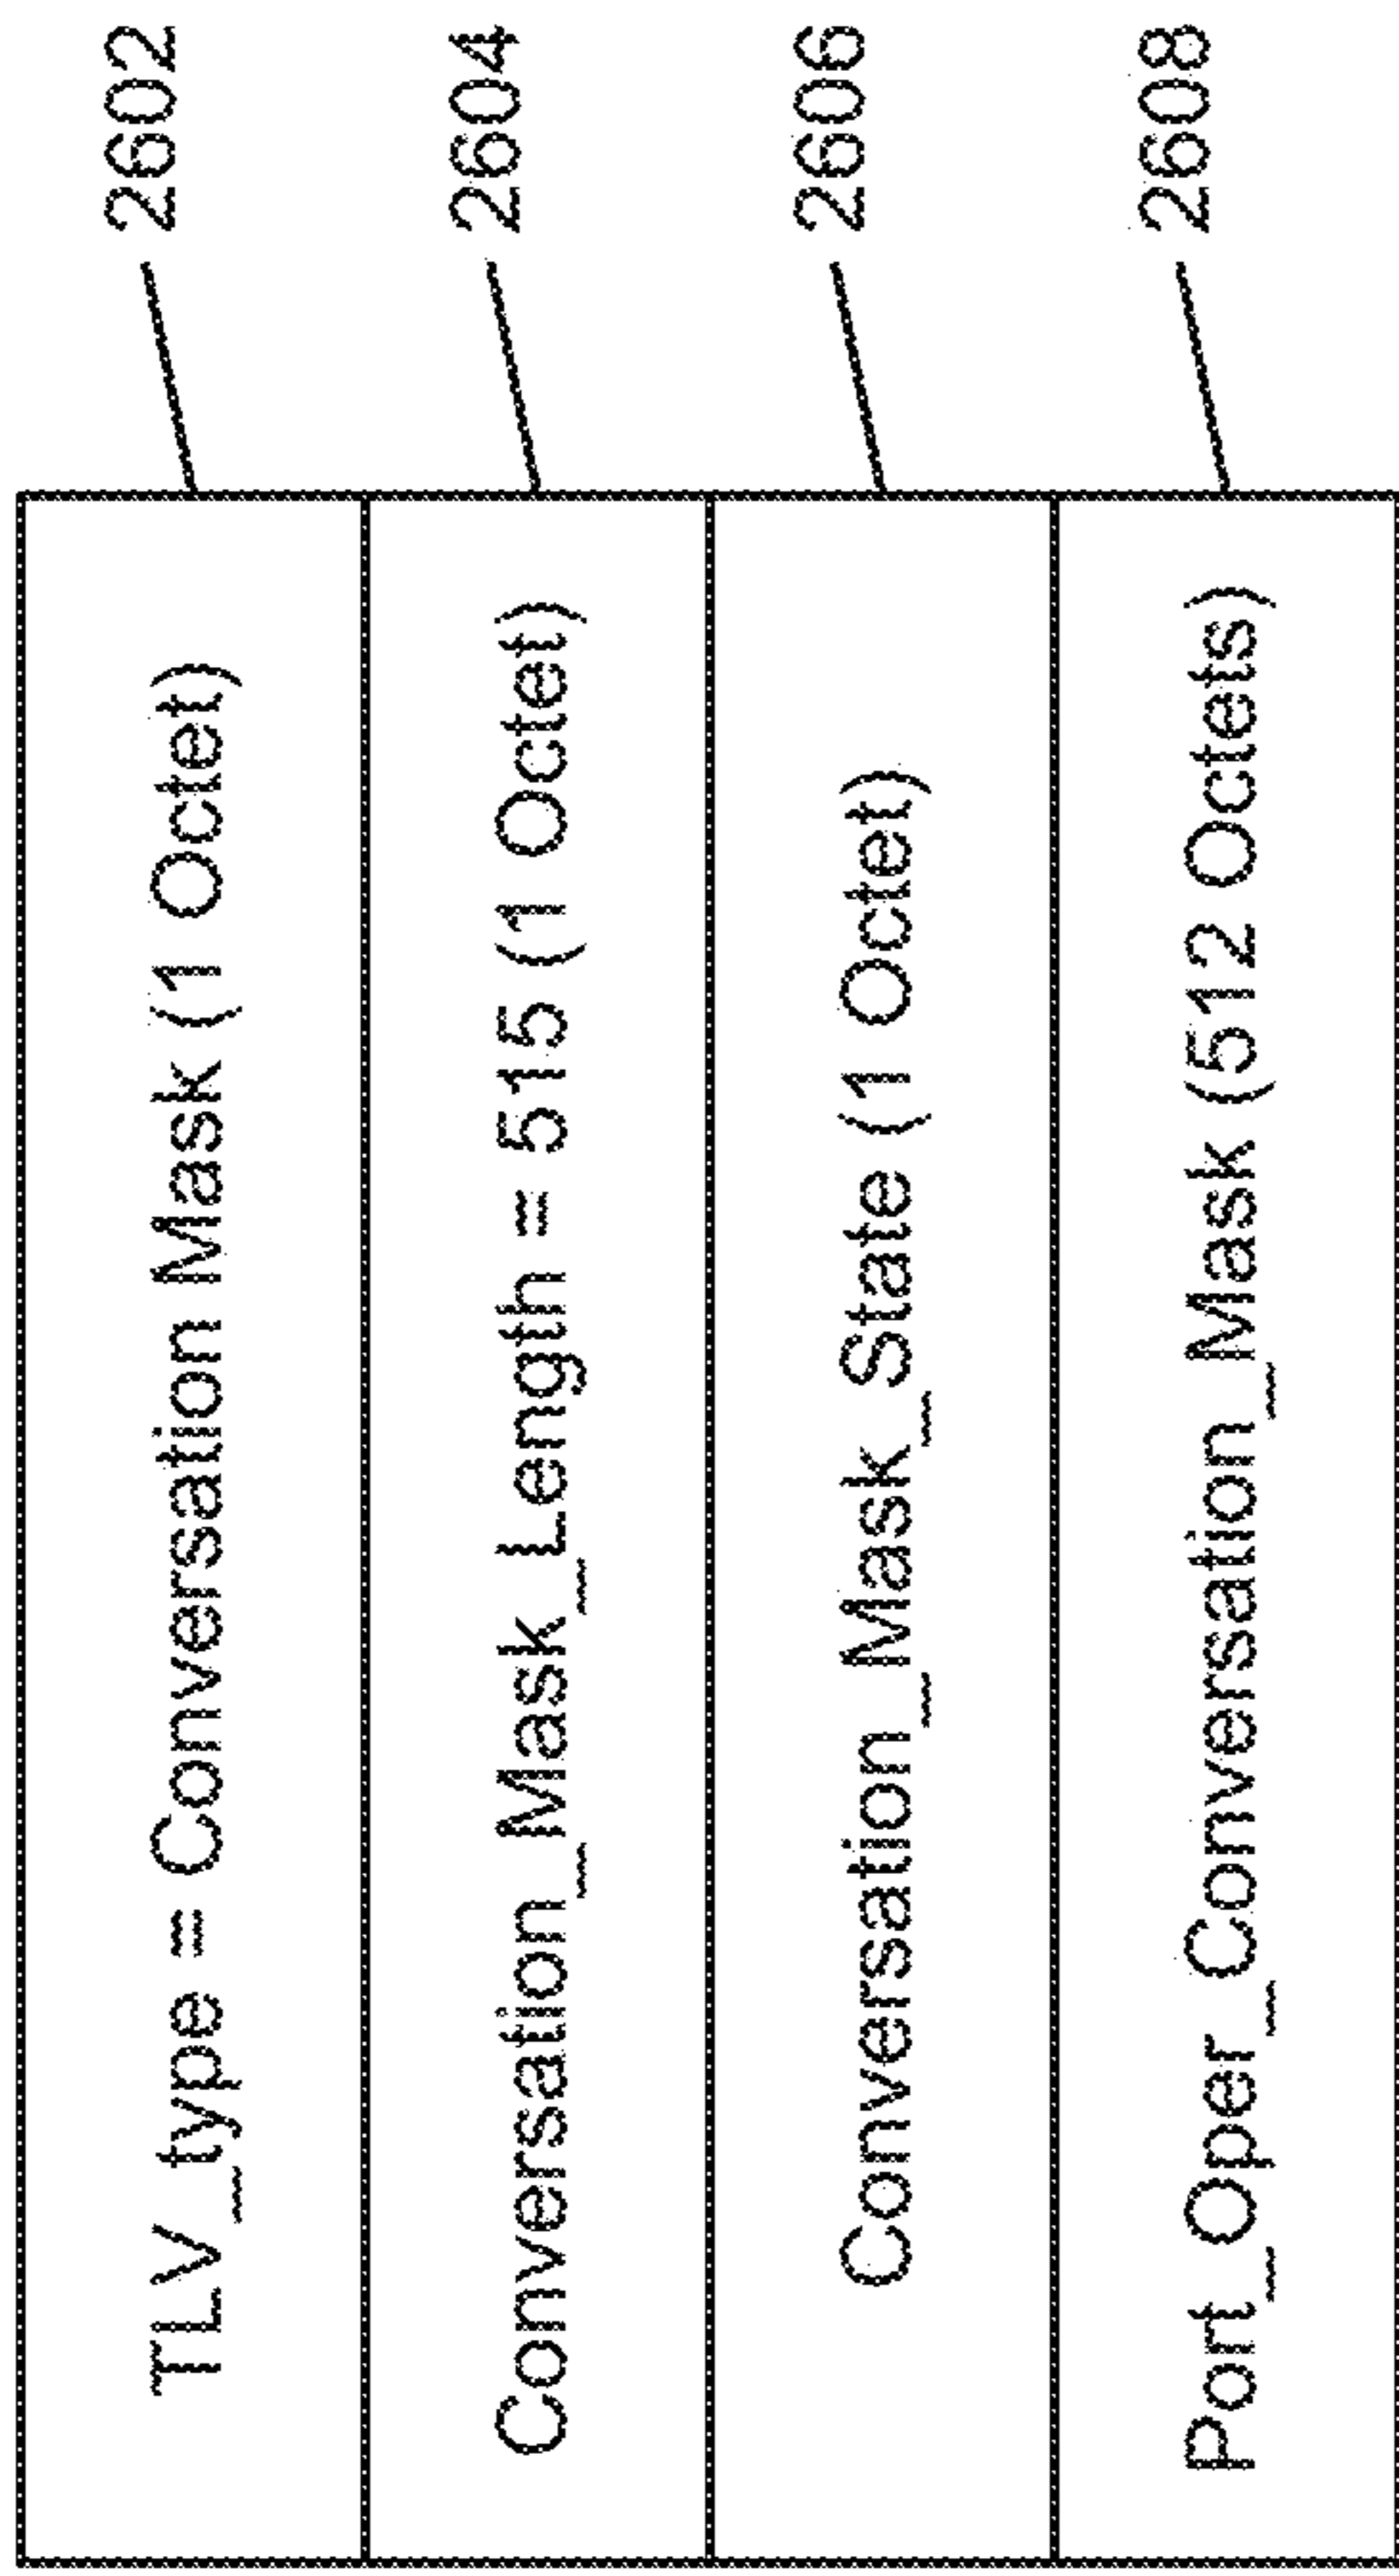 TLV_type = Conversation Mask (1 Octet)
2602
Conversation_Mask_Length = 515 (1 Octet)
2604
Conversation_Mask_State (1 Octet)
2606
Port_Oper_Conversation_Mask (512 Octets)
2608